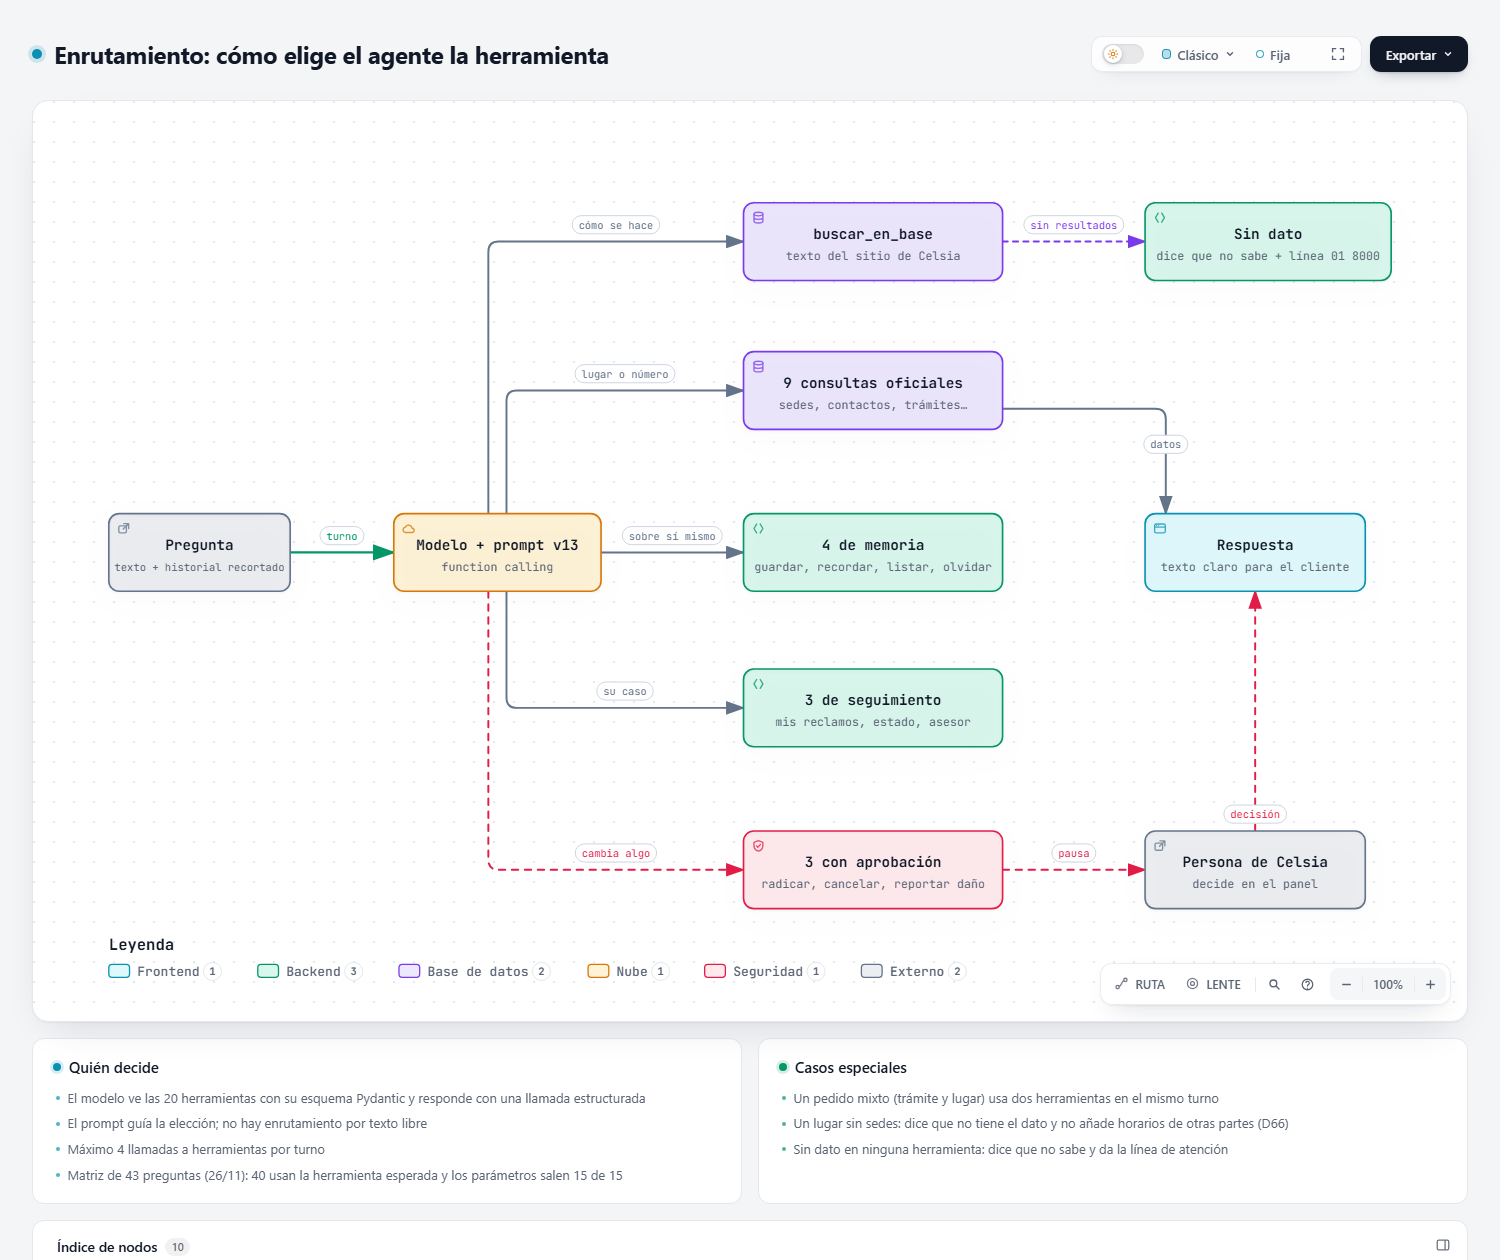 Enrutamiento: cómo elige el agente la herramienta
Clásico
Fija
Exportar
cómo se hace
buscar_en_base
texto del sitio de Celsia
sin resultados
Sin dato
dice que no sabe + línea 01 8000
lugar o número
9 consultas oficiales
sedes, contactos, trámites…
datos
Pregunta
texto + historial recortado
turno
Modelo + prompt v13
function calling
sobre sí mismo
4 de memoria
guardar, recordar, listar, olvidar
Respuesta
texto claro para el cliente
su caso
3 de seguimiento
mis reclamos, estado, asesor
decisión
cambia algo
3 con aprobación
radicar, cancelar, reportar daño
pausa
Persona de Celsia
decide en el panel
Leyenda
Frontend 1
Backend 3
Base de datos 2
Nube 1
Seguridad 1
Externo 2
RUTA
LENTE
100%
Quién decide
El modelo ve las 20 herramientas con su esquema Pydantic y responde con una llamada estructurada
El prompt guía la elección; no hay enrutamiento por texto libre
Máximo 4 llamadas a herramientas por turno
Matriz de 43 preguntas (26/11): 40 usan la herramienta esperada y los parámetros salen 15 de 15
Casos especiales
Un pedido mixto (trámite y lugar) usa dos herramientas en el mismo turno
Un lugar sin sedes: dice que no tiene el dato y no añade horarios de otras partes (D66)
Sin dato en ninguna herramienta: dice que no sabe y da la línea de atención
Índice de nodos 10